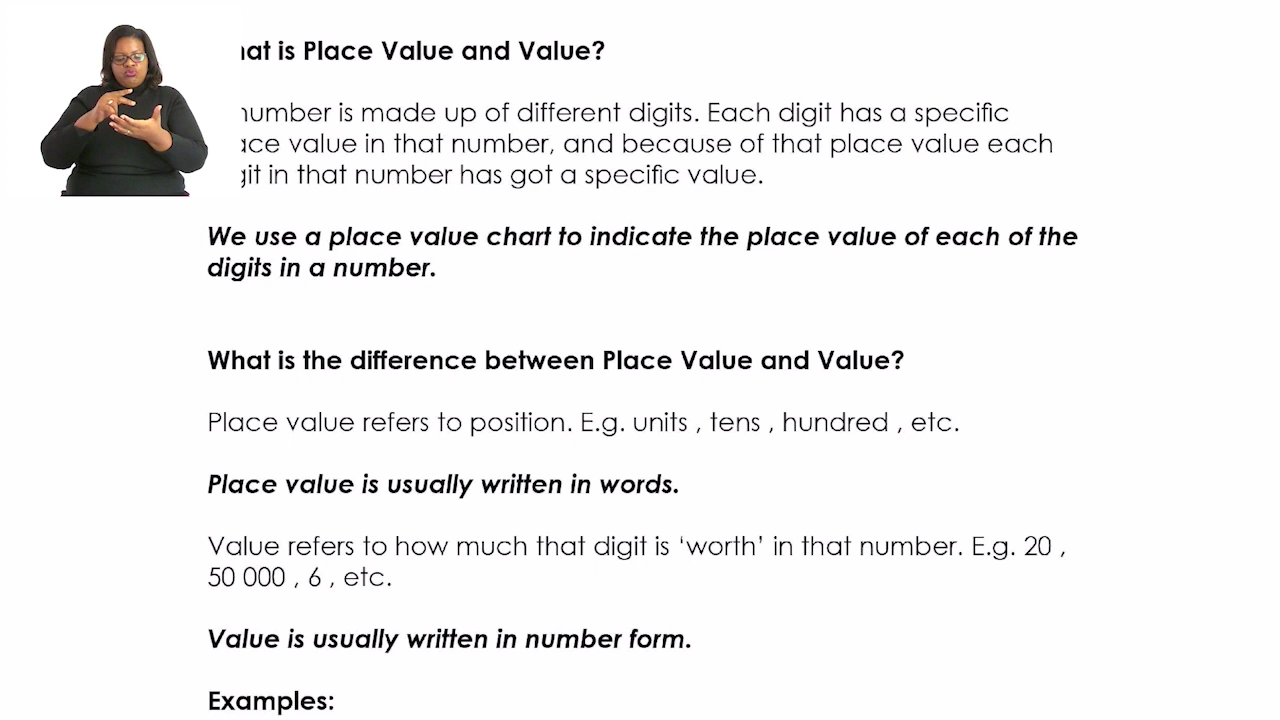 hat is Place Value and Value?
number is made up of different digits. Each digit has a specific
ace value in that number, and because of that place value each
git in that number has got a specific value.
We use a place value chart to indicate the place value of each of the
digits in a number.
What is the difference between Place Value and Value?
Place value refers to position. E.g. units , tens , hundred , etc.
Place value is usually written in words.
Value refers to how much that digit is ‘worth’ in that number. E.g. 20 ,
50 000 , 6 , etc.
Value is usually written in number form.
Examples: